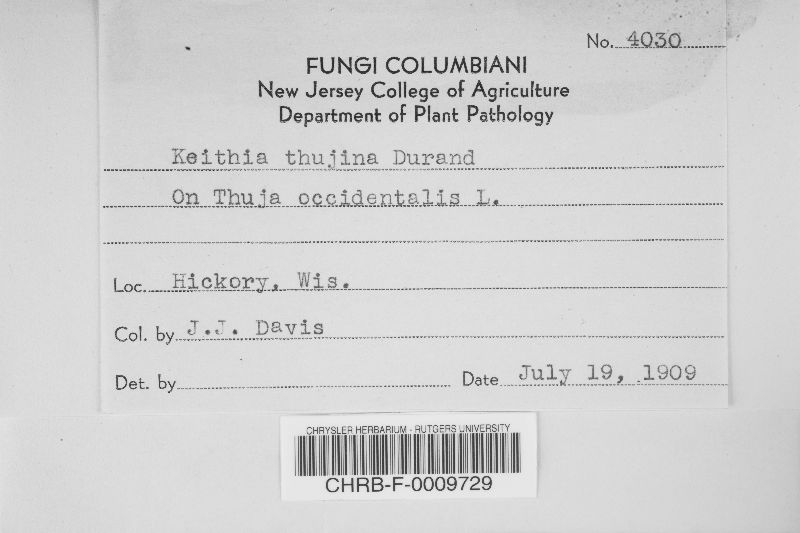 No. 4030
FUNGI COLUMBIANI
New Jersey College of Agriculture
Department of Plant Pathology
Keithia thujina Durand
On Thuja occidentalis L.
Loc. Hickory, Wis.
Col. by J.J. Davis
Det. by Date July 19, 1909
CHRYSLER HERBARIUM - RUTGERS UNIVERSITY
CHRB-F-0009729